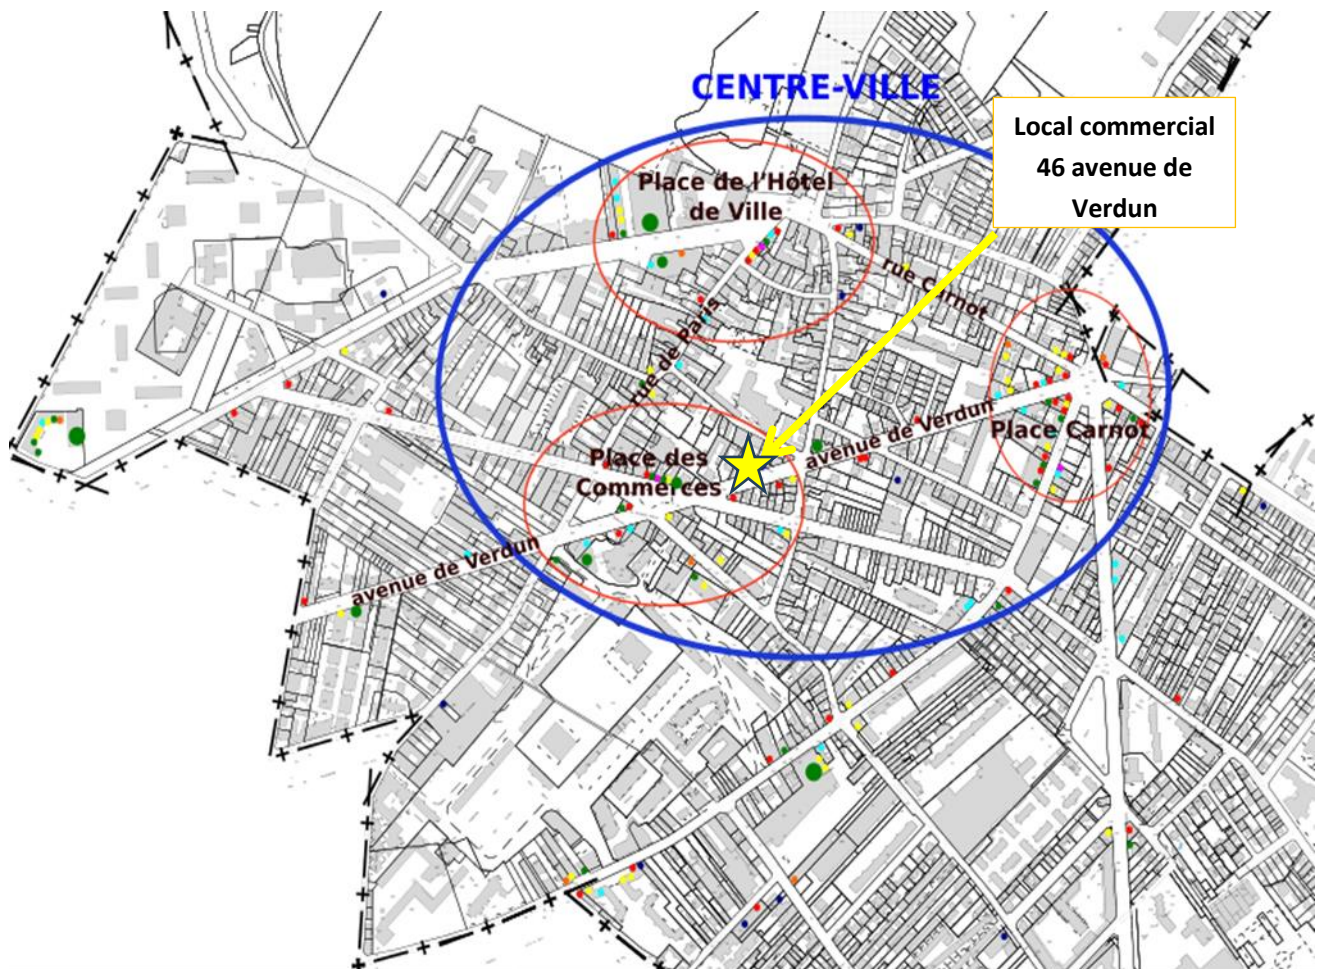 CENTRE-VILLE
Local commercial
46 avenue de
Verdun
Place de l'Hôtel
de Ville
rue Carnot
rue de Paris
avenue de Verdun
Place Carnot
Place des
Commerces
avenue de Verdun